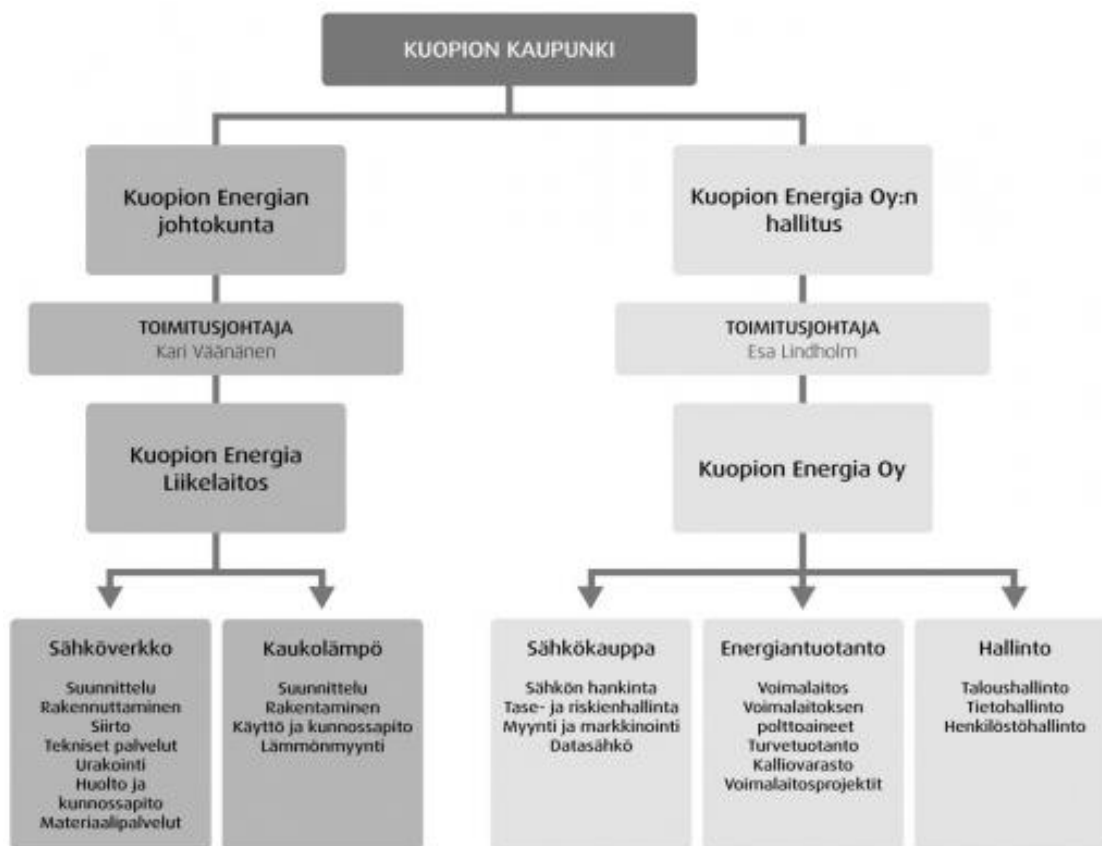 KUOPION KAUPUNKI
Kuopion Energian
johtokunta
TOIMITUSJOHTAJA
Kari Väänänen
Kuopion Energia
Liikelaitos
Kuopion Energia Oy:n
hallitus
TOIMITUSJOHTAJA
Esa Lindholm
Kuopion Energia Oy
Sähköverkko
Suunnittelu
Rakennuttaminen
Siirto
Tekniset palvelut
Urakointi
Huolto ja
kunnossapito
Materiaalipalvelut
Kaukolämpö
Suunnittelu
Rakentaminen
Käyttö ja kunnossapito
Lämmönmyynti
Sähkökauppa
Sähkön hankinta
Tase- ja riskienhallinta
Myynti ja markkinointi
Datasähkö
Energiantuotanto
Voimalaitos
Voimalaitoksen
polttoaineet
Turvetuotanto
Kalliovarasto
Voimalaitosprojektit
Hallinto
Taloushallinto
Tietohallinto
Henkilöstöhallinto